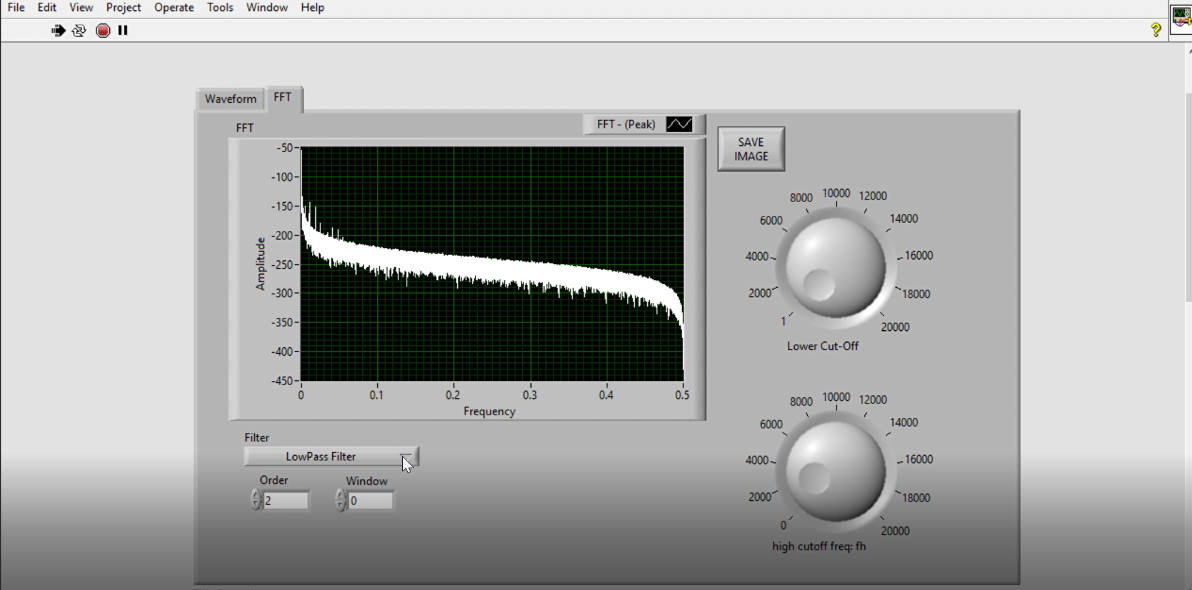 File Edit View Project Operate Tools Window Help
?
Waveform FFT
FFT
FFT - (Peak)
SAVE
IMAGE
-50
-100
-150
-200
-250
-300
-350
-400
-450
Amplitude
0 0.1 0.2 0.3 0.4 0.5
Frequency
1 2000 4000 6000 8000 10000 12000 14000 16000 18000 20000
Lower Cut-Off
Filter
LowPass Filter
Order Window
2 0
0 2000 4000 6000 8000 10000 12000 14000 16000 18000 20000
high cutoff freq: fh